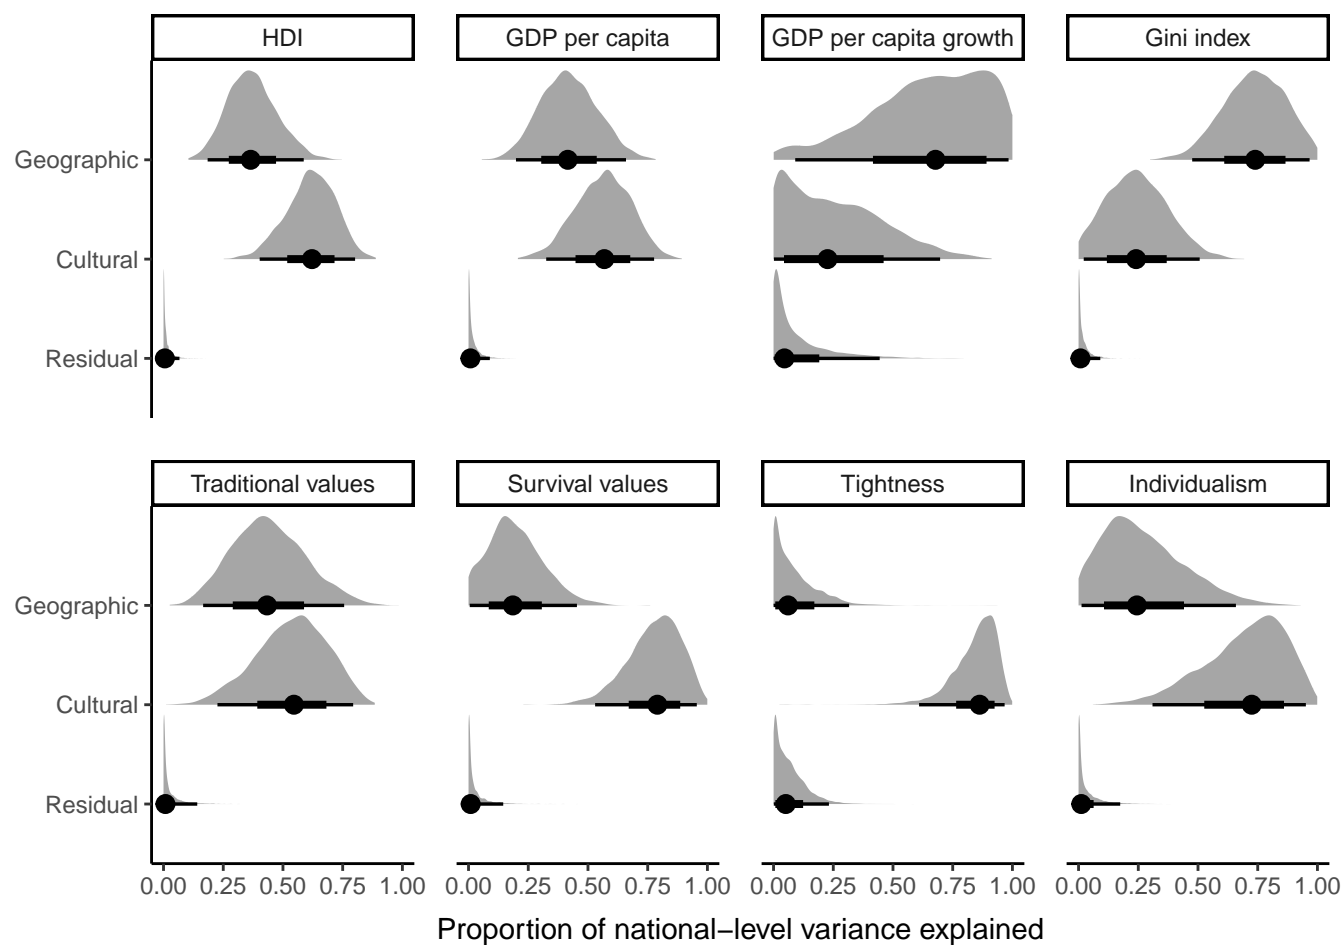 HDI GDP per capita GDP per capita growth Gini index
Geographic
Cultural
Residual
Traditional values Survival values Tightness Individualism
Geographic
Cultural
Residual
0.00 0.25 0.50 0.75 1.00 0.00 0.25 0.50 0.75 1.00 0.00 0.25 0.50 0.75 1.00 0.00 0.25 0.50 0.75 1.00
Proportion of national−level variance explained